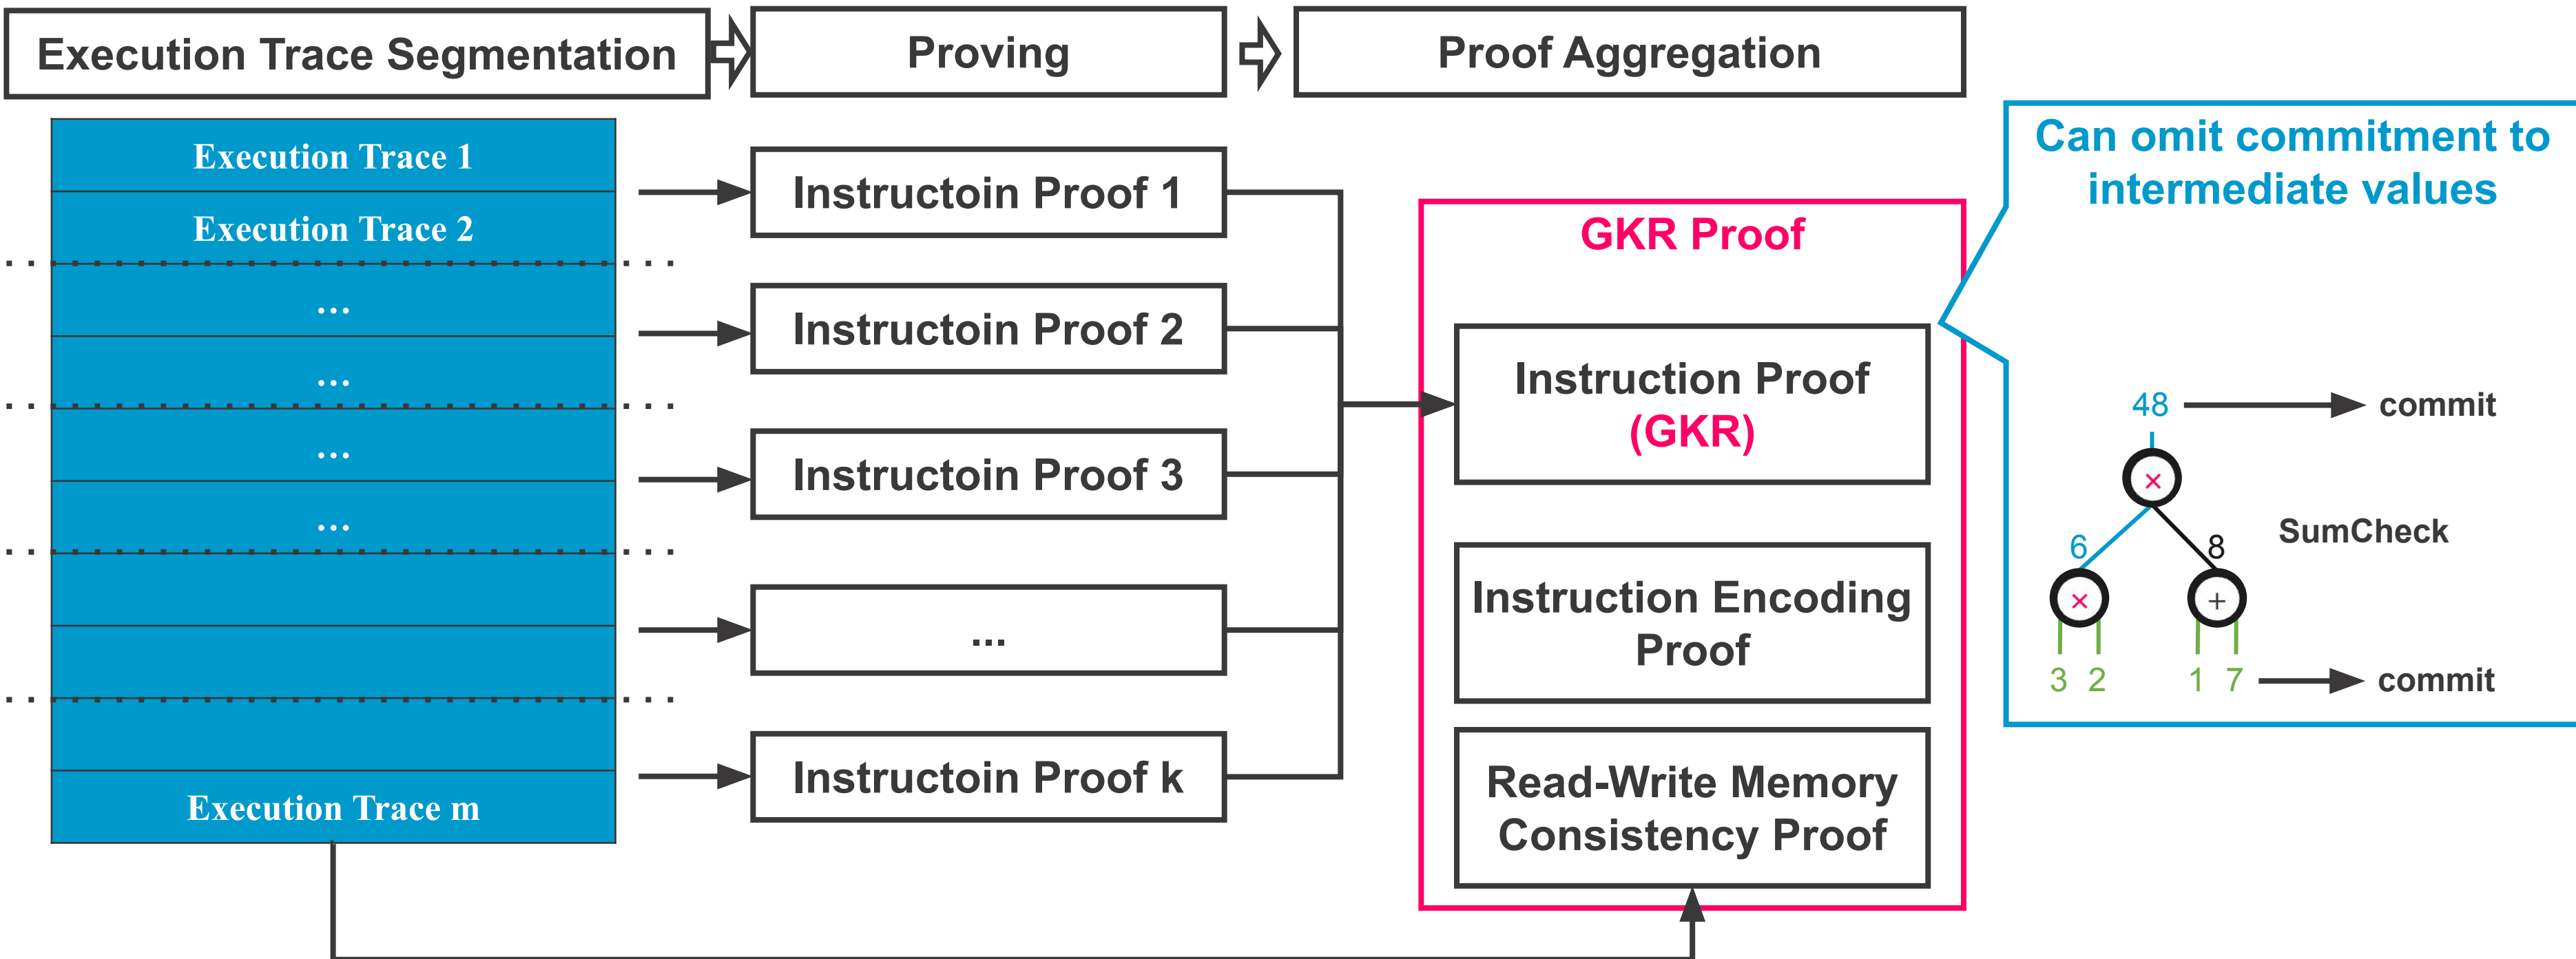 Execution Trace Segmentation
Proving
Proof Aggregation
Execution Trace 1
Execution Trace 2
...
...
...
...
Execution Trace m
Instructoin Proof 1
Instructoin Proof 2
Instructoin Proof 3
...
Instructoin Proof k
GKR Proof
Instruction Proof
(GKR)
Instruction Encoding
Proof
Read-Write Memory
Consistency Proof
Can omit commitment to
intermediate values
48
commit
×
SumCheck
6
8
×
+
3 2
1 7
commit